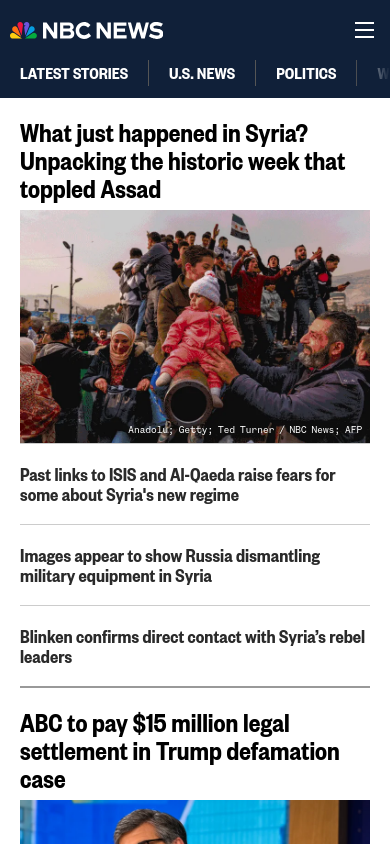 NBC NEWS
LATEST STORIES
U.S. NEWS
POLITICS
What just happened in Syria?
Unpacking the historic week that
toppled Assad
Anadolu; Getty; Ted Turner / NBC News; AFP
Past links to ISIS and Al-Qaeda raise fears for
some about Syria's new regime
Images appear to show Russia dismantling
military equipment in Syria
Blinken confirms direct contact with Syria’s rebel
leaders
ABC to pay $15 million legal
settlement in Trump defamation
case